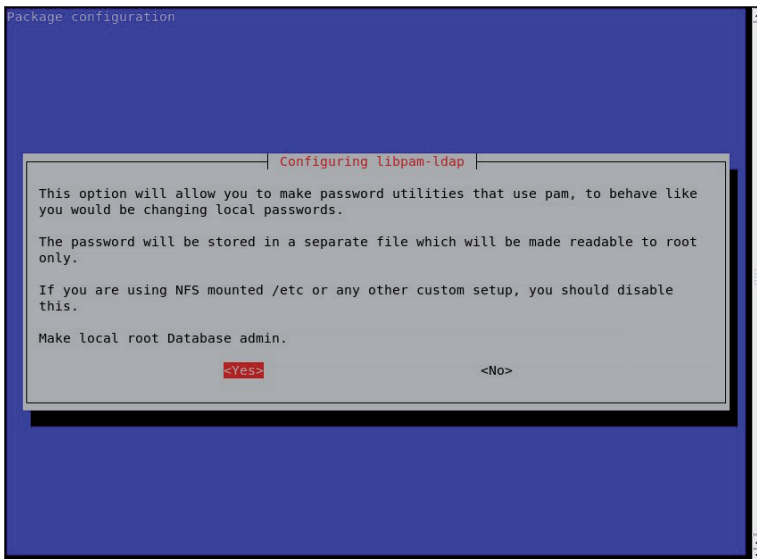 Package configuration
Configuring libpam-ldap
This option will allow you to make password utilities that use pam, to behave like
you would be changing local passwords.
The password will be stored in a separate file which will be made readable to root
only.
If you are using NFS mounted /etc or any other custom setup, you should disable
this.
Make local root Database admin.
<Yes> <No>